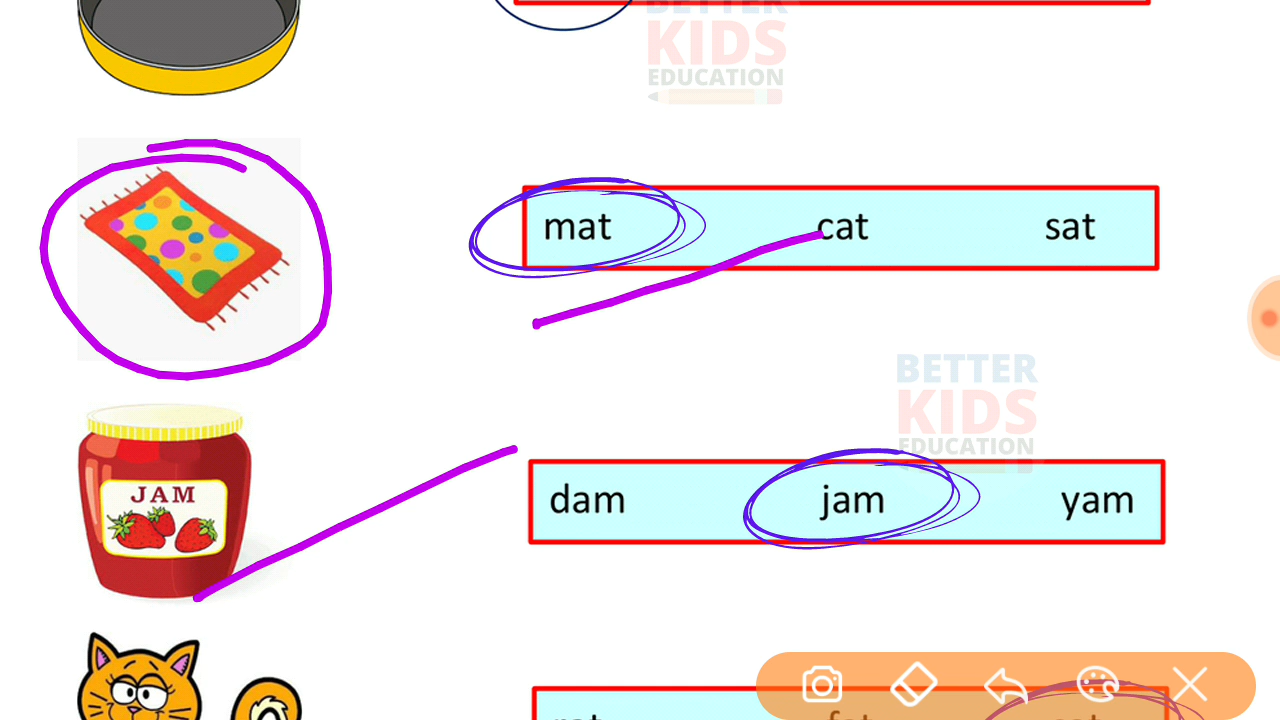 BETTER
KIDS
EDUCATION
mat cat sat
BETTER
KIDS
EDUCATION
JAM
dam jam yam